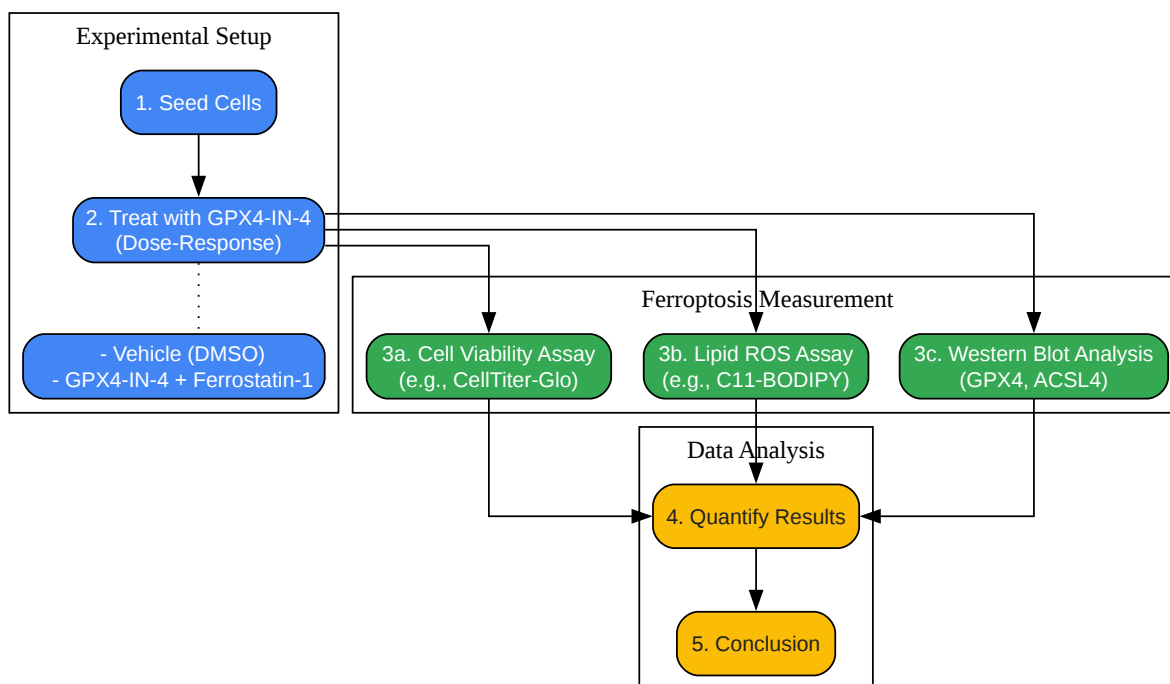 Experimental Setup
1. Seed Cells
2. Treat with GPX4-IN-4
(Dose-Response)
- Vehicle (DMSO)
- GPX4-IN-4 + Ferrostatin-1
Ferroptosis Measurement
3a. Cell Viability Assay
(e.g., CellTiter-Glo)
3b. Lipid ROS Assay
(e.g., C11-BODIPY)
3c. Western Blot Analysis
(GPX4, ACSL4)
Data Analysis
4. Quantify Results
5. Conclusion